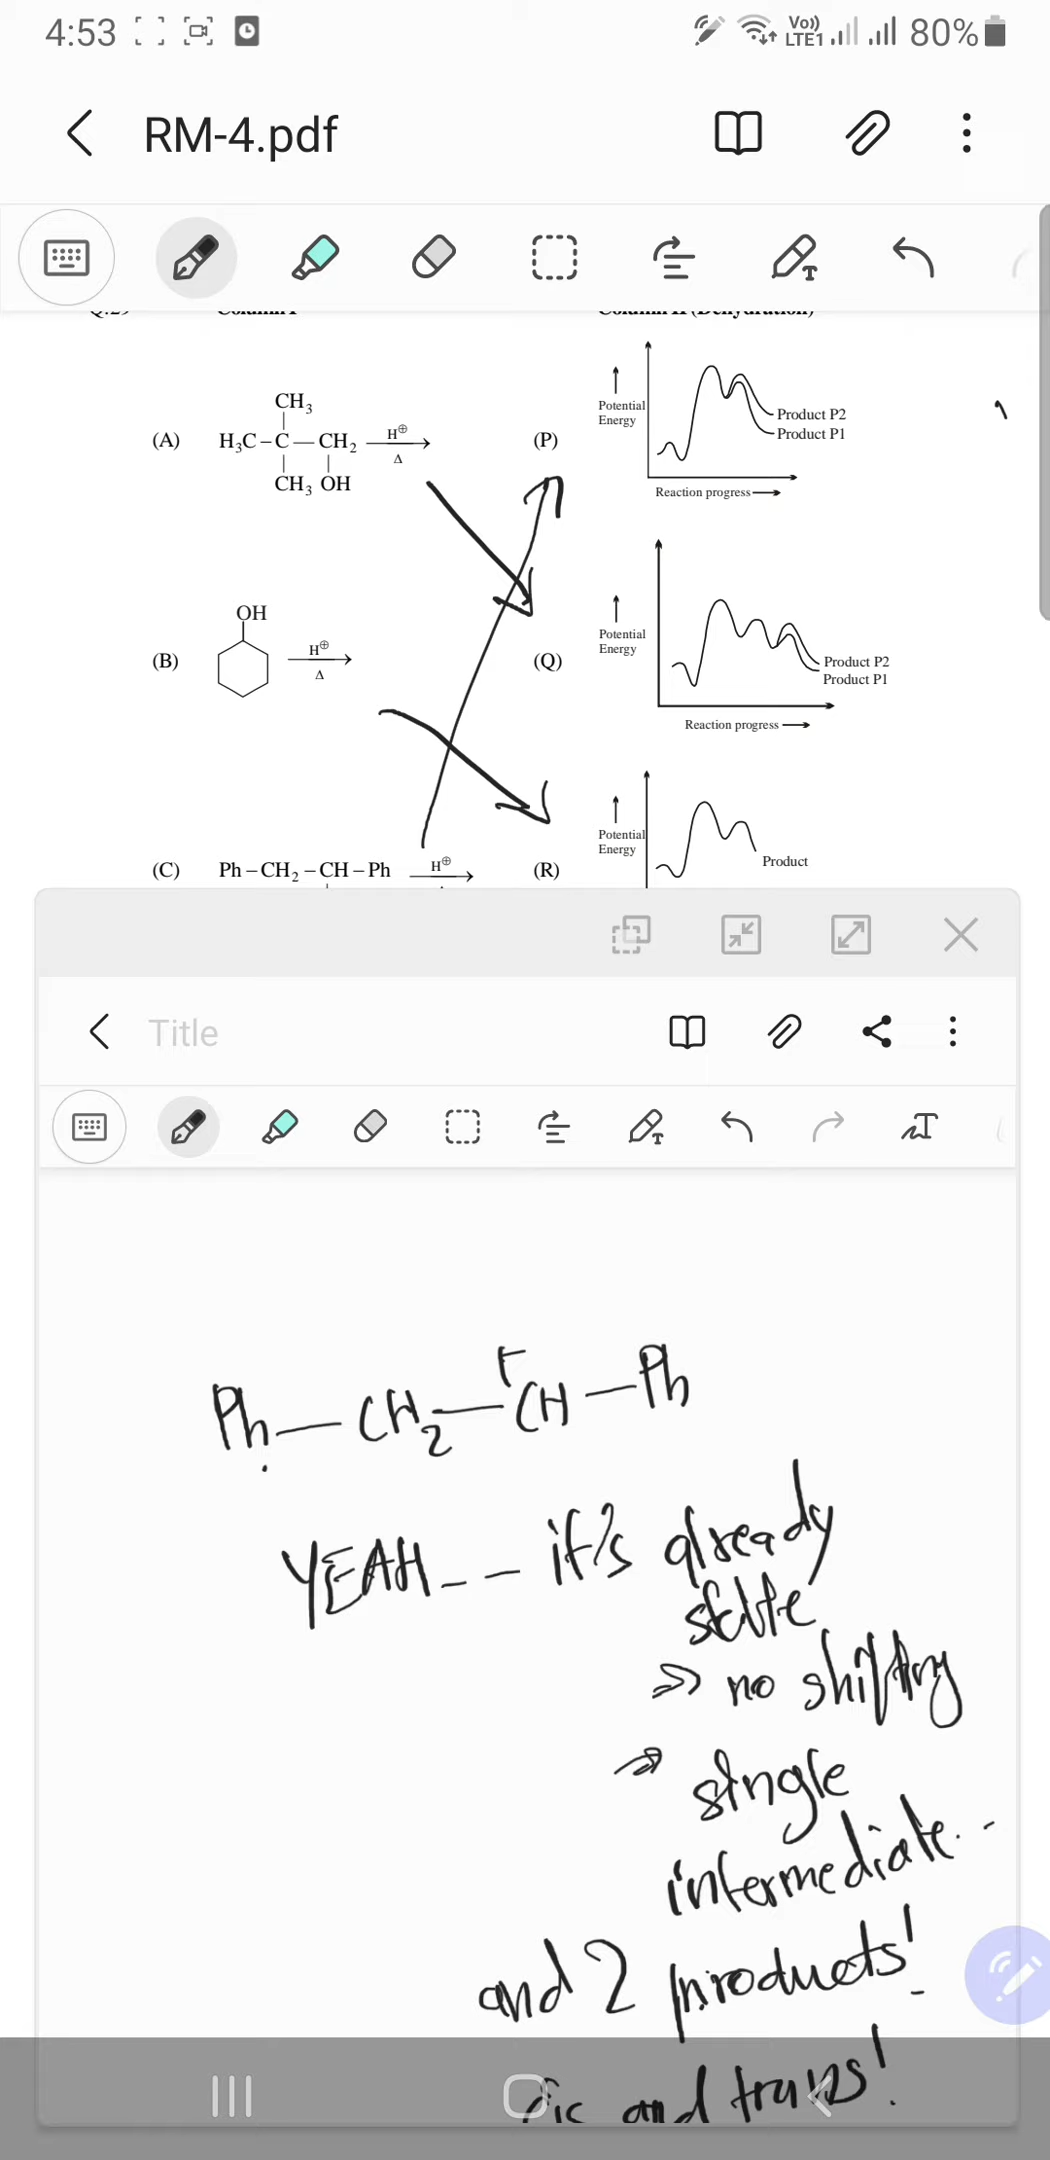 4:53 Vo)) LTE1 80%
RM-4.pdf
CH3
(A) H3C–C—CH2 H⊕ Δ
CH3 OH
(P) Potential Energy
Product P2
Product P1
Reaction progress
OH
(B) H⊕ Δ
(Q) Potential Energy
Product P2
Product P1
Reaction progress
(C) Ph–CH2–CH–Ph H⊕
(R) Potential Energy
Product
Title
Ph—CH2—CH—Ph
YEAH-- it's already
⇒ no shifting
→ single
intermediate..
and 2 products!
cis and trans!